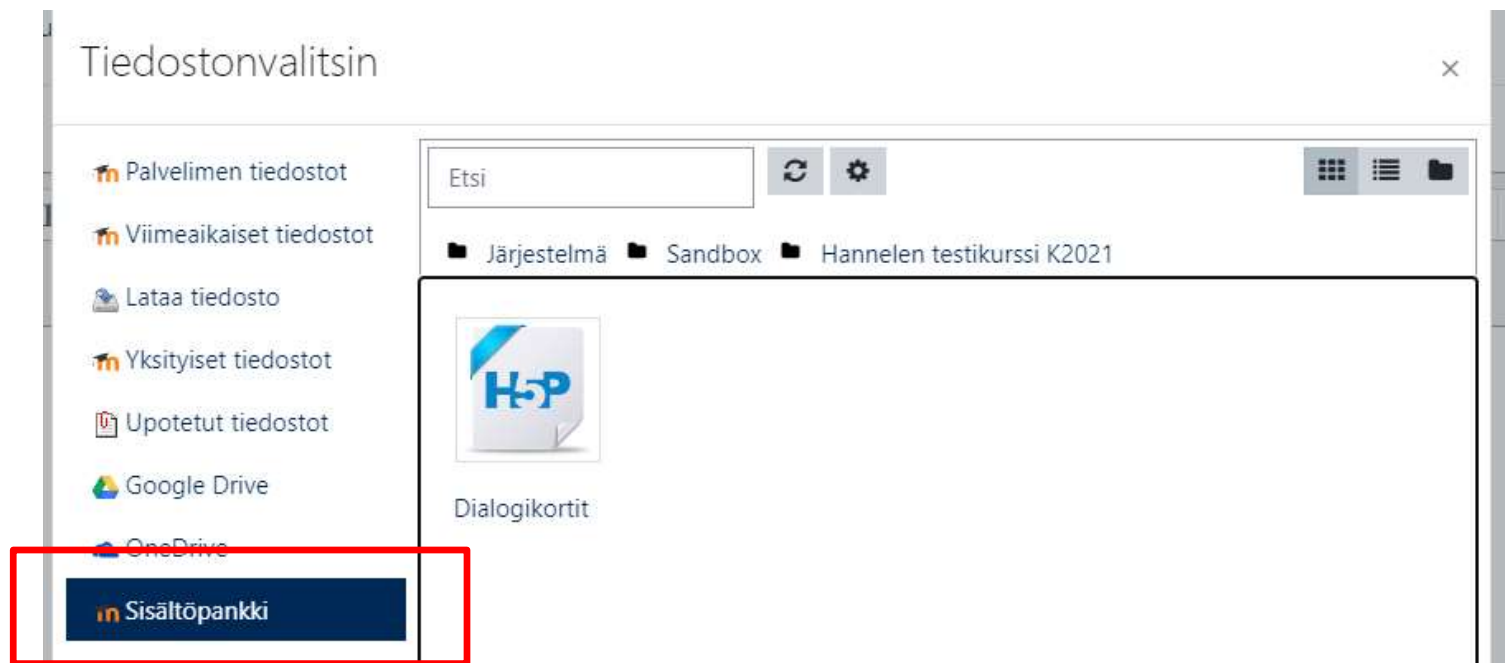 Tiedostonvalitsin
Palvelimen tiedostot
Viimeaikaiset tiedostot
Lataa tiedosto
Yksityiset tiedostot
Upotetut tiedostot
Google Drive
OneDrive
Sisältöpankki
Etsi
Järjestelmä Sandbox Hannelen testikurssi K2021
H5P
Dialogikortit